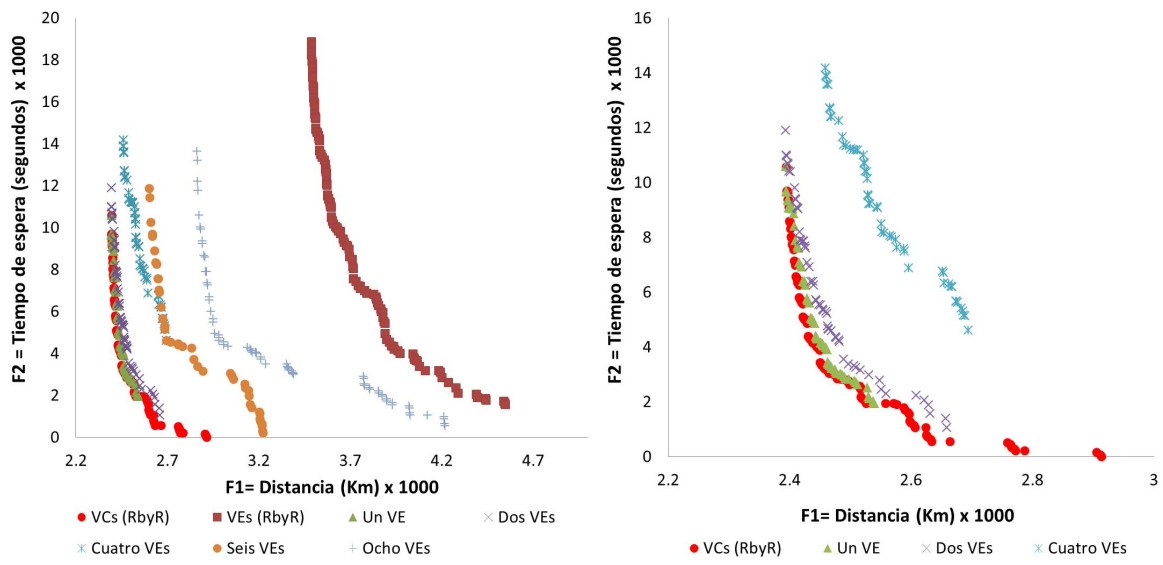 20
18
16
14
12
10
8
6
4
2
0
F2 = Tiempo de espera (segundos) x 1000
2.2 2.7 3.2 3.7 4.2 4.7
F1= Distancia (Km) x 1000
VCs (RbyR) VEs (RbyR) Un VE Dos VEs
Cuatro VEs Seis VEs Ocho VEs
16
14
12
10
8
6
4
2
0
F2 = Tiempo de espera (segundos) x 1000
2.2 2.4 2.6 2.8 3
F1= Distancia (Km) x 1000
VCs (RbyR) Un VE Dos VEs Cuatro VEs